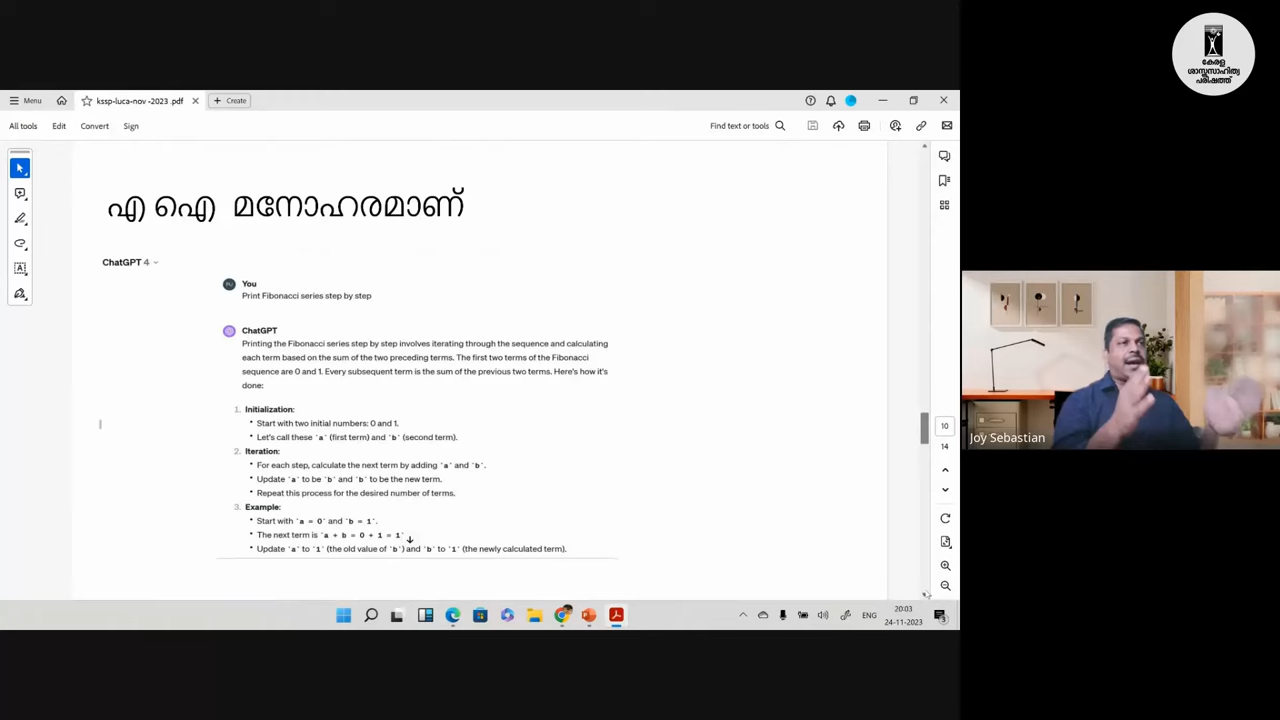 കേരള
ശാസ്ത്രസാഹിത്യ
പരിഷത്ത്
Menu
kssp-luca-nov -2023 .pdf
Create
All tools
Edit
Convert
Sign
Find text or tools
എ ഐ മനോഹരമാണ്
ChatGPT 4
You
Print Fibonacci series step by step
ChatGPT
Printing the Fibonacci series step by step involves iterating through the sequence and calculating
each term based on the sum of the two preceding terms. The first two terms of the Fibonacci
sequence are 0 and 1. Every subsequent term is the sum of the previous two terms. Here's how it's
done:
1. Initialization:
• Start with two initial numbers: 0 and 1.
• Let's call these `a` (first term) and `b` (second term).
2. Iteration:
• For each step, calculate the next term by adding `a` and `b`.
• Update `a` to be `b` and `b` to be the new term.
• Repeat this process for the desired number of terms.
3. Example:
• Start with `a = 0` and `b = 1`.
• The next term is `a + b = 0 + 1 = 1`
• Update `a` to `1` (the old value of `b`) and `b` to `1` (the newly calculated term).
10
14
Joy Sebastian
ENG
20:03
24-11-2023